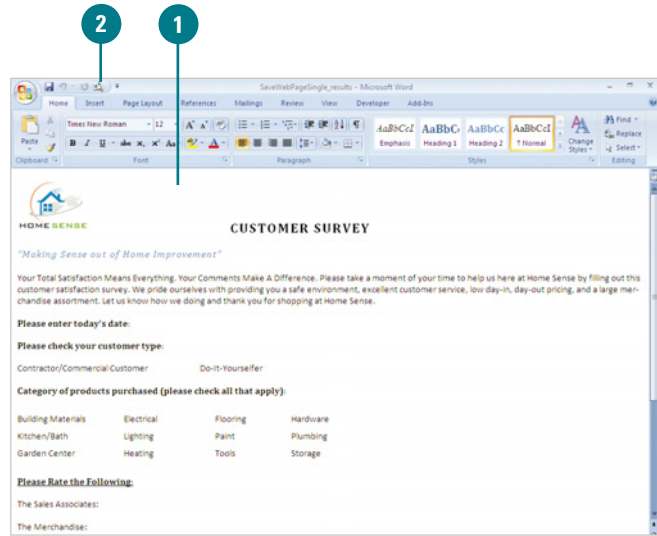 2 1
SaveWebPageSingle_results - Microsoft Word
Home Insert Page Layout References Mailings Review View Developer Add-Ins
Times New Roman 12 A A Aa
Paste B I U abc x, x² Aa A
AaBbCcI AaBbC AaBbCc AaBbCcI
Emphasis Heading 1 Heading 2 ¶ Normal
Change Styles
Find
Replace
Select
Clipboard Font Paragraph Styles Editing
HOMESENSE
CUSTOMER SURVEY
"Making Sense out of Home Improvement"
Your Total Satisfaction Means Everything. Your Comments Make A Difference. Please take a moment of your time to help us here at Home Sense by filling out this
customer satisfaction survey. We pride ourselves with providing you a safe environment, excellent customer service, low day-in, day-out pricing, and a large mer-
chandise assortment. Let us know how we doing and thank you for shopping at Home Sense.
Please enter today's date:
Please check your customer type:
Contractor/Commercial Customer Do-It-Yourselfer
Category of products purchased (please check all that apply):
Building Materials Electrical Flooring Hardware
Kitchen/Bath Lighting Paint Plumbing
Garden Center Heating Tools Storage
Please Rate the Following:
The Sales Associates:
The Merchandise: